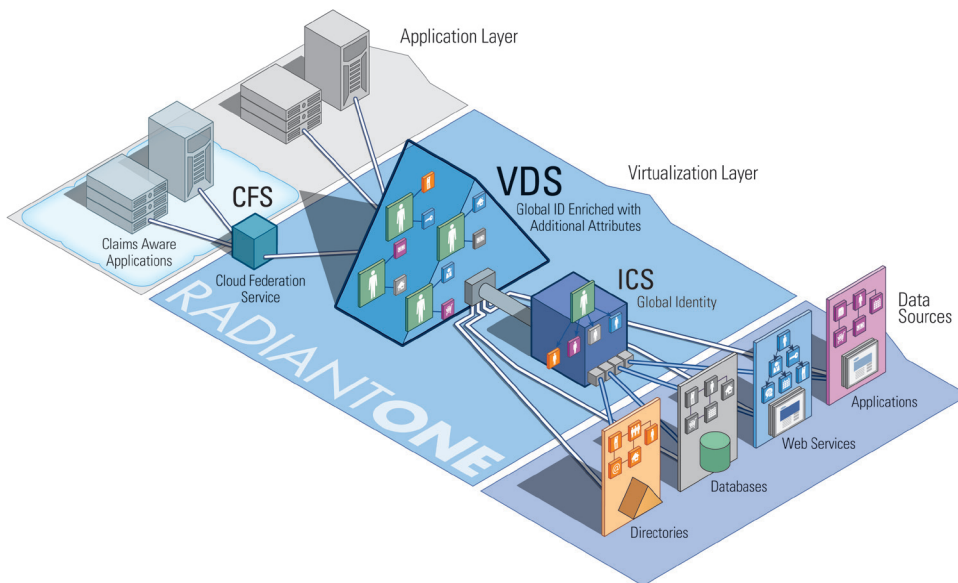 Application Layer
VDS
Global ID Enriched with
Additional Attributes
Virtualization Layer
CFS
Claims Aware
Applications
Cloud Federation
Service
ICS
Global Identity
RADIANTONE
Data
Sources
Applications
Web Services
Databases
Directories
@